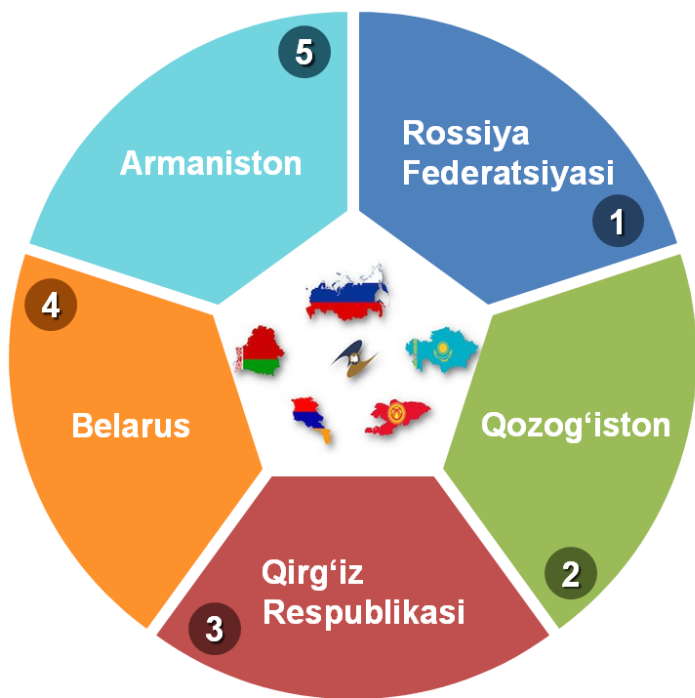 Rossiya
Federatsiyasi
1
Qozog‘iston
2
Qirg‘iz
Respublikasi
3
Belarus
4
Armaniston
5